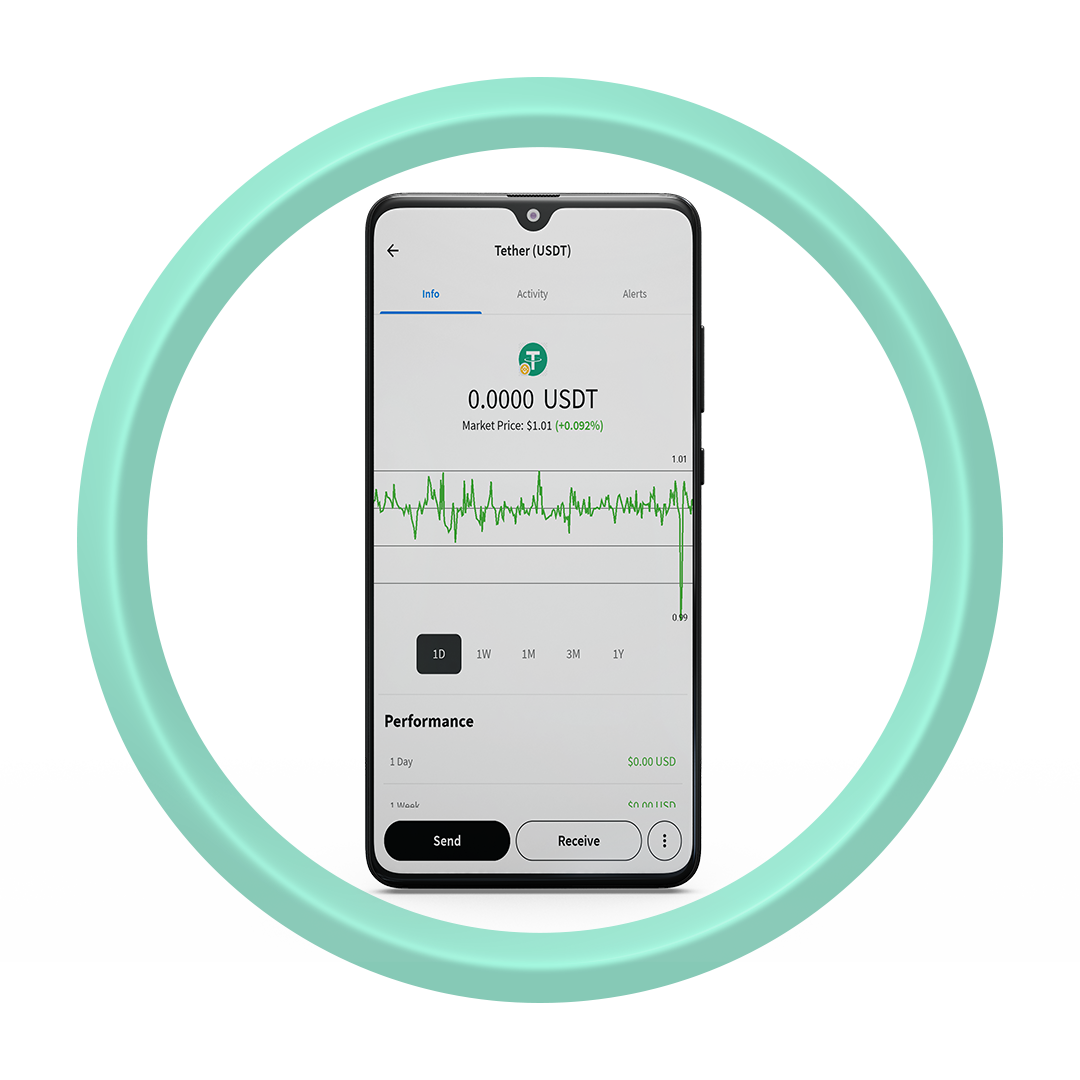 Tether (USDT)
Info Activity Alerts
0.0000 USDT
Market Price: $1.01 (+0.092%)
1.01
0.99
1D 1W 1M 3M 1Y
Performance
1 Day $0.00 USD
1 Week $0.00 USD
Send Receive